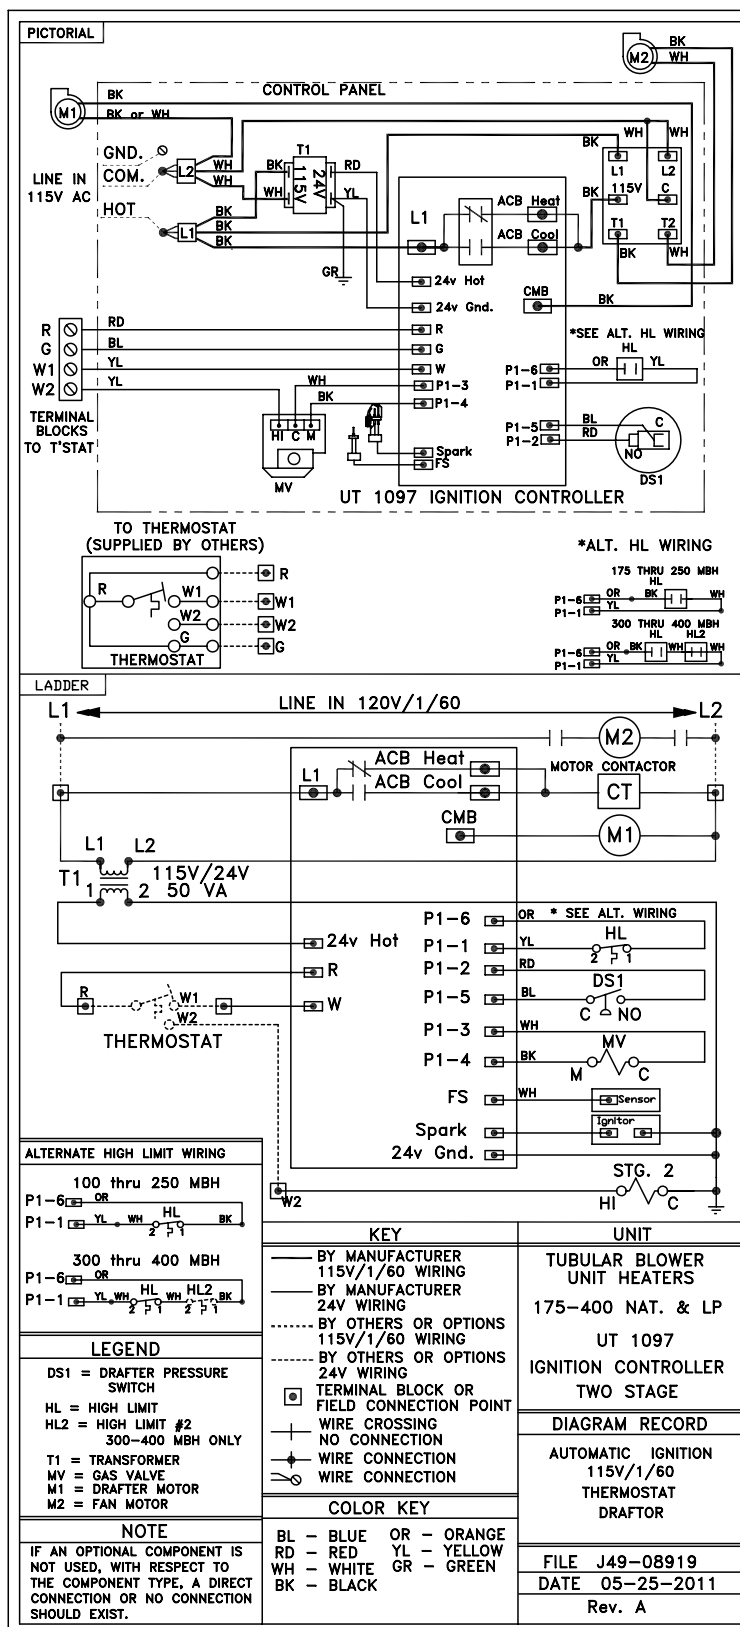 PICTORIAL
CONTROL PANEL
M1
BK
BK or WH
M2
BK
WH
GND.
COM.
LINE IN
115V AC
HOT
L2
WH
WH
L1
BK
BK
BK
BK
WH
T1
115V
24V
RD
YL
GR
L1
ACB Heat
ACB Cool
24v Hot
24v Gnd.
CMB
BK
BK
WH
WH
L1
L2
BK
115V
C
T1
T2
BK
WH
R
G
W1
W2
RD
BL
YL
YL
TERMINAL
BLOCKS
TO T'STAT
WH
BK
HI C M
MV
R
G
W
P1-3
P1-4
Spark
FS
*SEE ALT. HL WIRING
HL
P1-6
OR
YL
P1-1
P1-5
BL
C
P1-2
RD
NO
DS1
UT 1097 IGNITION CONTROLLER
TO THERMOSTAT
(SUPPLIED BY OTHERS)
R
R
W1
W1
W2
W2
G
G
THERMOSTAT
*ALT. HL WIRING
175 THRU 250 MBH
HL
P1-6
OR
BK
WH
P1-1
YL
300 THRU 400 MBH
HL
HL2
P1-6
OR
BK
WH
WH
P1-1
YL
LADDER
L1
LINE IN 120V/1/60
L2
M2
ACB Heat
MOTOR CONTACTOR
L1
ACB Cool
CT
CMB
M1
L1
L2
T1
115V/24V
1
2
50 VA
P1-6
OR
* SEE ALT. WIRING
24v Hot
P1-1
YL
HL
2
1
R
P1-2
RD
DS1
R
W1
W
P1-5
BL
C
NO
W2
THERMOSTAT
P1-3
WH
MV
P1-4
BK
M
C
FS
WH
Sensor
Spark
Ignitor
24v Gnd.
W2
STG. 2
HI
C
ALTERNATE HIGH LIMIT WIRING
100 thru 250 MBH
P1-6
OR
P1-1
YL
WH
HL
BK
2
1
300 thru 400 MBH
P1-6
OR
P1-1
YL
WH
HL
WH
HL2
BK
2
1
2
1
LEGEND
DS1 = DRAFTER PRESSURE
SWITCH
HL = HIGH LIMIT
HL2 = HIGH LIMIT #2
300-400 MBH ONLY
T1 = TRANSFORMER
MV = GAS VALVE
M1 = DRAFTER MOTOR
M2 = FAN MOTOR
NOTE
IF AN OPTIONAL COMPONENT IS
NOT USED, WITH RESPECT TO
THE COMPONENT TYPE, A DIRECT
CONNECTION OR NO CONNECTION
SHOULD EXIST.
KEY
BY MANUFACTURER
115V/1/60 WIRING
BY MANUFACTURER
24V WIRING
BY OTHERS OR OPTIONS
115V/1/60 WIRING
BY OTHERS OR OPTIONS
24V WIRING
TERMINAL BLOCK OR
FIELD CONNECTION POINT
WIRE CROSSING
NO CONNECTION
WIRE CONNECTION
WIRE CONNECTION
COLOR KEY
BL - BLUE OR - ORANGE
RD - RED YL - YELLOW
WH - WHITE GR - GREEN
BK - BLACK
UNIT
TUBULAR BLOWER
UNIT HEATERS
175-400 NAT. & LP
UT 1097
IGNITION CONTROLLER
TWO STAGE
DIAGRAM RECORD
AUTOMATIC IGNITION
115V/1/60
THERMOSTAT
DRAFTOR
FILE J49-08919
DATE 05-25-2011
Rev. A